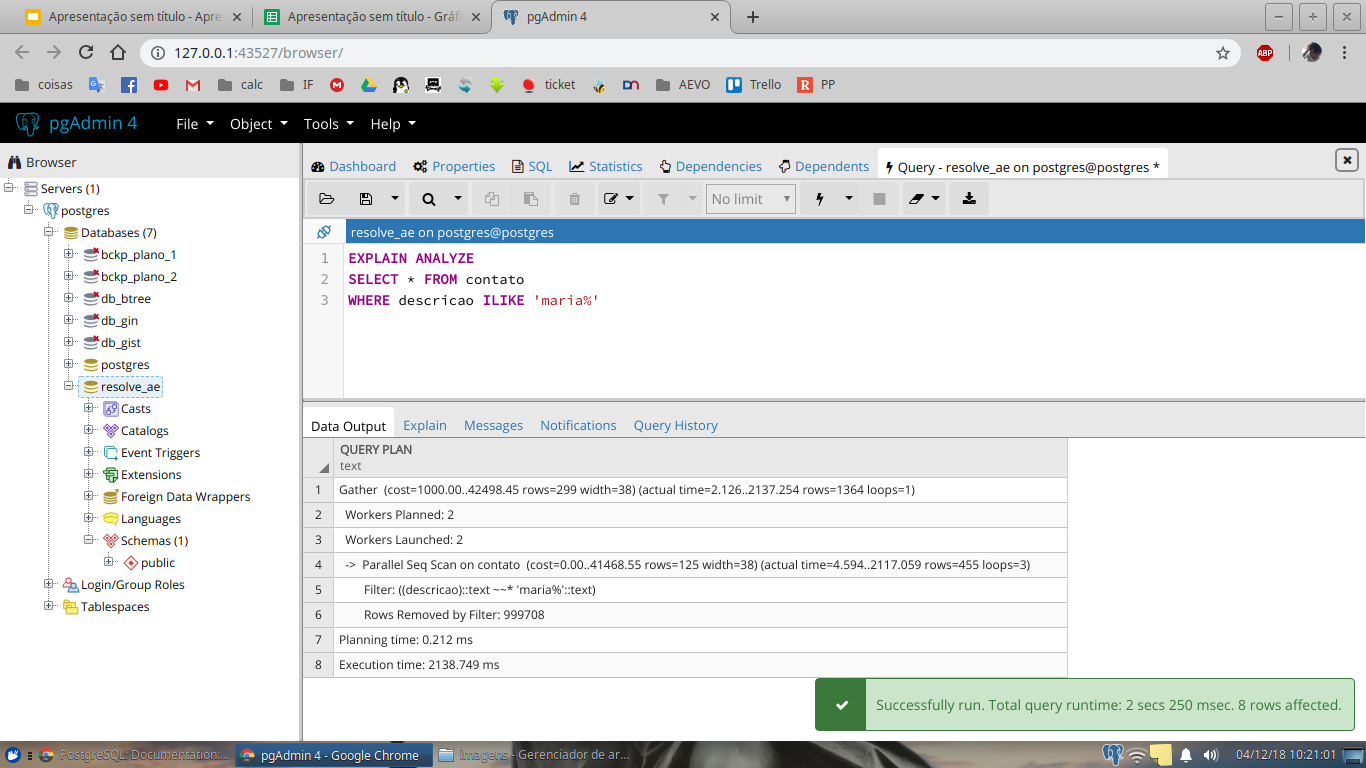 Apresentação sem título - Apre
Apresentação sem título - Gráf
pgAdmin 4
127.0.0.1:43527/browser/
ABP
coisas
calc
IF
ticket
AEVO
Trello
PP
pgAdmin 4
File
Object
Tools
Help
Browser
Dashboard
Properties
SQL
Statistics
Dependencies
Dependents
Query - resolve_ae on postgres@postgres *
Servers (1)
postgres
Databases (7)
bckp_plano_1
bckp_plano_2
db_btree
db_gin
db_gist
postgres
resolve_ae
Casts
Catalogs
Event Triggers
Extensions
Foreign Data Wrappers
Languages
Schemas (1)
public
Login/Group Roles
Tablespaces
No limit
resolve_ae on postgres@postgres
1 EXPLAIN ANALYZE
2 SELECT * FROM contato
3 WHERE descricao ILIKE 'maria%'
Data Output
Explain
Messages
Notifications
Query History
QUERY PLAN
text
1 Gather (cost=1000.00..42498.45 rows=299 width=38) (actual time=2.126..2137.254 rows=1364 loops=1)
2 Workers Planned: 2
3 Workers Launched: 2
4 -> Parallel Seq Scan on contato (cost=0.00..41468.55 rows=125 width=38) (actual time=4.594..2117.059 rows=455 loops=3)
5 Filter: ((descricao)::text ~~* 'maria%'::text)
6 Rows Removed by Filter: 999708
7 Planning time: 0.212 ms
8 Execution time: 2138.749 ms
Successfully run. Total query runtime: 2 secs 250 msec. 8 rows affected.
PostgreSQL: Documentation:...
pgAdmin 4 - Google Chrome
Imagens - Gerenciador de ar...
04/12/18 10:21:01